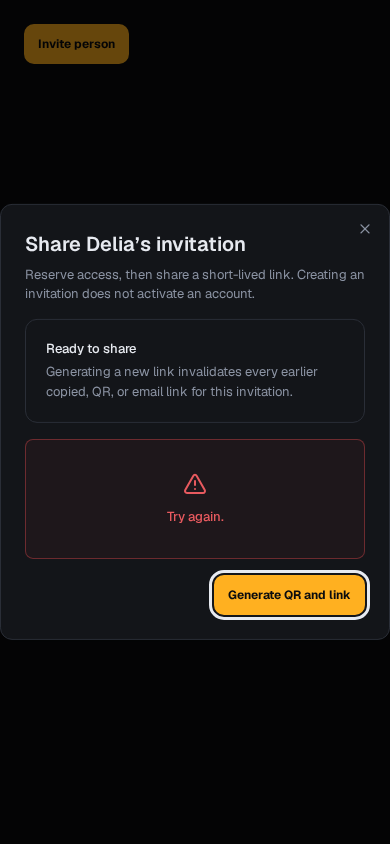 Invite person
Share Delia’s invitation
Reserve access, then share a short-lived link. Creating an
invitation does not activate an account.
Ready to share
Generating a new link invalidates every earlier
copied, QR, or email link for this invitation.
Try again.
Generate QR and link